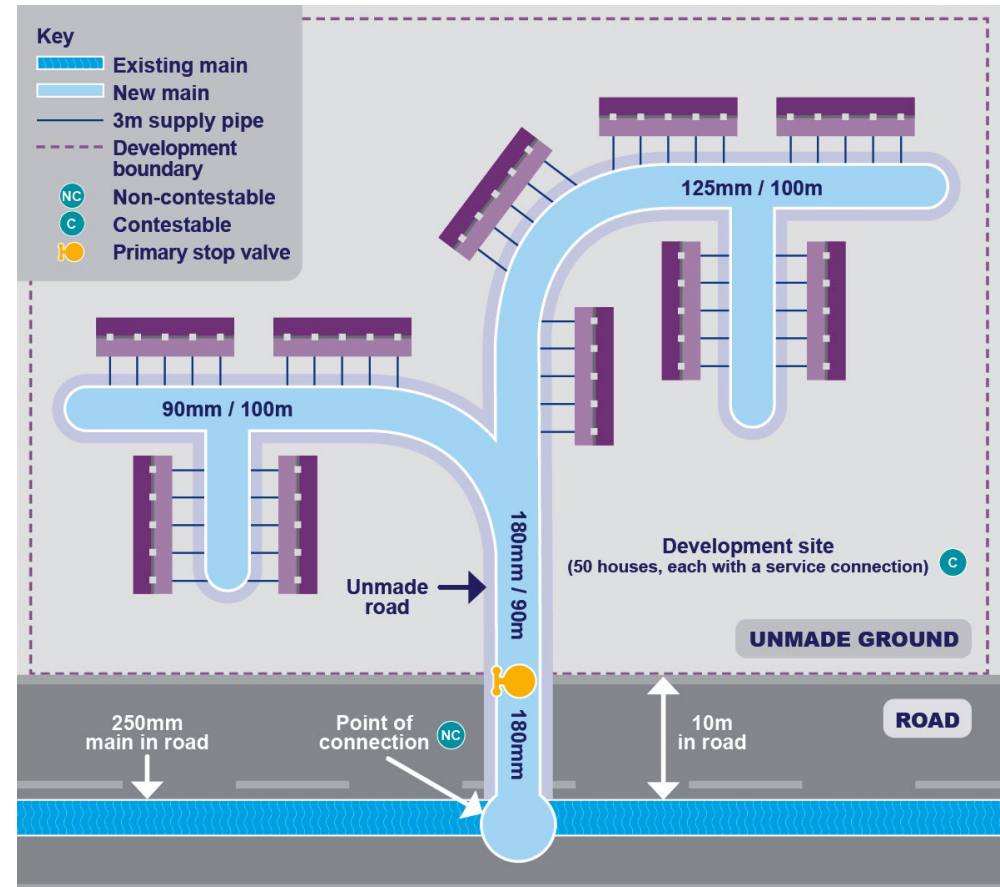 Key
Existing main
New main
3m supply pipe
Development
boundary
NC
Non-contestable
C
Contestable
Primary stop valve
125mm / 100m
90mm / 100m
180mm / 90m
Unmade
road
Development site
(50 houses, each with a service connection)
C
UNMADE GROUND
ROAD
250mm
main in road
Point of
connection
NC
180mm
10m
in road